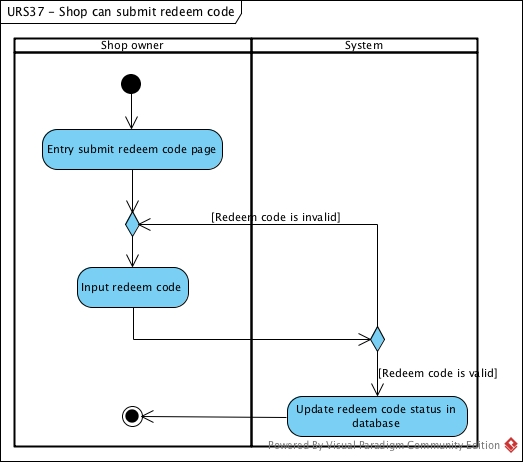 URS37 - Shop can submit redeem code
Shop owner
System
Entry submit redeem code page
[Redeem code is invalid]
Input redeem code
[Redeem code is valid]
Update redeem code status in
database
Powered By Visual Paradigm Community Edition